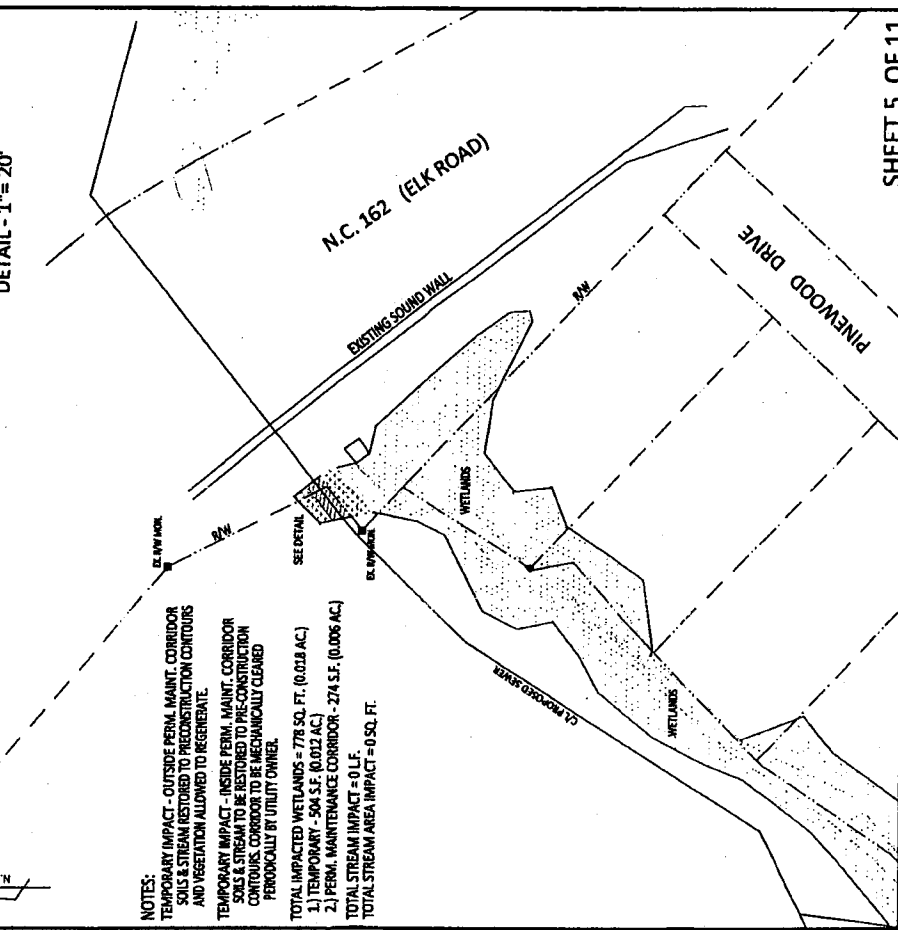 DETAIL - 1"= 20'
N.
NOTES:
TEMPORARY IMPACT - OUTSIDE PERM. MAINT. CORRIDOR
SOILS & STREAM RESTORED TO PRECONSTRUCTION CONTOURS
AND VEGETATION ALLOWED TO REGENERATE.
TEMPORARY IMPACT - INSIDE PERM. MAINT. CORRIDOR
SOILS & STREAM TO BE RESTORED TO PRE-CONSTRUCTION
CONTOURS. CORRIDOR TO BE MECHANICALLY CLEARED
PERIODICALLY BY UTILITY OWNER.
TOTAL IMPACTED WETLANDS = 778 SQ. FT. (0.018 AC.)
1.) TEMPORARY - 504 S.F. (0.012 AC.)
2.) PERM. MAINTENANCE CORRIDOR - 274 S.F. (0.006 AC.)
TOTAL STREAM IMPACT = 0 L.F.
TOTAL STREAM AREA IMPACT = 0 SQ. FT.
EX. R/W MON.
R/W
SEE DETAIL
EX. R/W MON.
EXISTING SOUND WALL
N.C. 162 (ELK ROAD)
R/W
WETLANDS
C/L PROPOSED SEWER
WETLANDS
PINEWOOD DRIVE
SHEET 5 OF 11